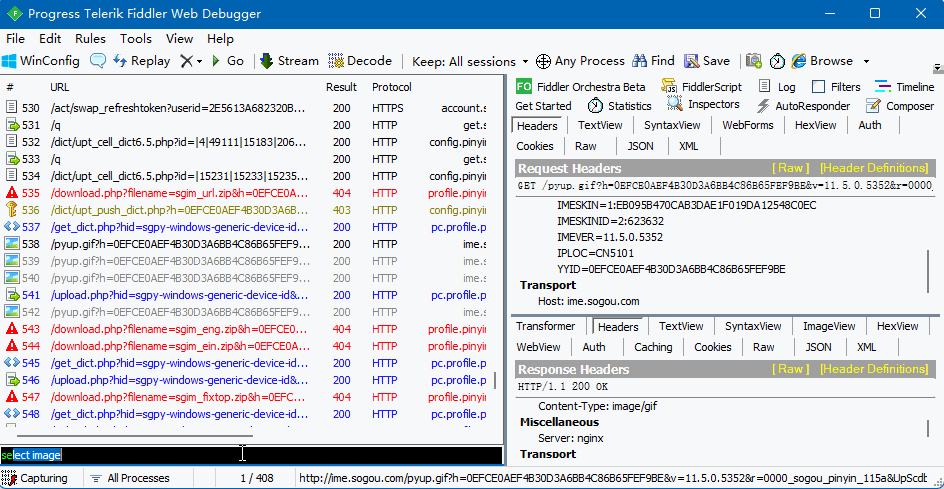 Progress Telerik Fiddler Web Debugger
File Edit Rules Tools View Help
WinConfig Replay Go Stream Decode Keep: All sessions Any Process Find Save Browse
# URL Result Protocol
530 /act/swap_refreshtoken?userid=2E5613A682320B... 200 HTTPS account.s
531 /q 200 HTTP get.s
532 /dict/upt_cell_dict6.5.php?id=|4|49111|15183|206... 200 HTTP config.pinyin
533 /q 200 HTTP get.s
534 /dict/upt_cell_dict6.5.php?id=|15231|15233|15235... 200 HTTP config.pinyin
535 /download.php?filename=sgim_url.zip&h=0EFCE0A... 404 HTTP profile.pinyin
536 /dict/upt_push_dict.php?h=0EFCE0AEF4B30D3A6B... 403 HTTP config.pinyin
537 /get_dict.php?hid=sgpy-windows-generic-device-id... 200 HTTP pc.profile.p
538 /pyup.gif?h=0EFCE0AEF4B30D3A6BB4C86B65FEF9... 200 HTTP ime.s
539 /pyup.gif?h=0EFCE0AEF4B30D3A6BB4C86B65FEF9... 200 HTTP ime.s
540 /pyup.gif?h=0EFCE0AEF4B30D3A6BB4C86B65FEF9... 200 HTTP ime.s
541 /upload.php?hid=sgpy-windows-generic-device-id&... 200 HTTP pc.profile.p
542 /pyup.gif?h=0EFCE0AEF4B30D3A6BB4C86B65FEF9... 200 HTTP ime.s
543 /download.php?filename=sgim_eng.zip&h=0EFCE0... 404 HTTP profile.pinyin
544 /download.php?filename=sgim_ein.zip&h=0EFCE0A... 404 HTTP profile.pinyin
545 /get_dict.php?hid=sgpy-windows-generic-device-id... 200 HTTP pc.profile.p
546 /upload.php?hid=sgpy-windows-generic-device-id&... 200 HTTP pc.profile.p
547 /download.php?filename=sgim_fixtop.zip&h=0EFC... 404 HTTP profile.pinyin
548 /get_dict.php?hid=sgpy-windows-generic-device-id... 200 HTTP pc.profile.p
select image
FO Fiddler Orchestra Beta FiddlerScript Log Filters Timeline
Get Started Statistics Inspectors AutoResponder Composer
Headers TextView SyntaxView WebForms HexView Auth
Cookies Raw JSON XML
Request Headers [ Raw ] [Header Definitions]
GET /pyup.gif?h=0EFCE0AEF4B30D3A6BB4C86B65FEF9BE&v=11.5.0.5352&r=0000_
IMESKIN=1:EB095B470CAB3DAE1F019DA12548C0EC
IMESKINID=2:623632
IMEVER=11.5.0.5352
IPLOC=CN5101
YYID=0EFCE0AEF4B30D3A6BB4C86B65FEF9BE
Transport
Host: ime.sogou.com
Transformer Headers TextView SyntaxView ImageView HexView
WebView Auth Caching Cookies Raw JSON XML
Response Headers [ Raw ] [Header Definitions]
HTTP/1.1 200 OK
Content-Type: image/gif
Miscellaneous
Server: nginx
Transport
Capturing All Processes 1 / 408 http://ime.sogou.com/pyup.gif?h=0EFCE0AEF4B30D3A6BB4C86B65FEF9BE&v=11.5.0.5352&r=0000_sogou_pinyin_115a&UpScdb